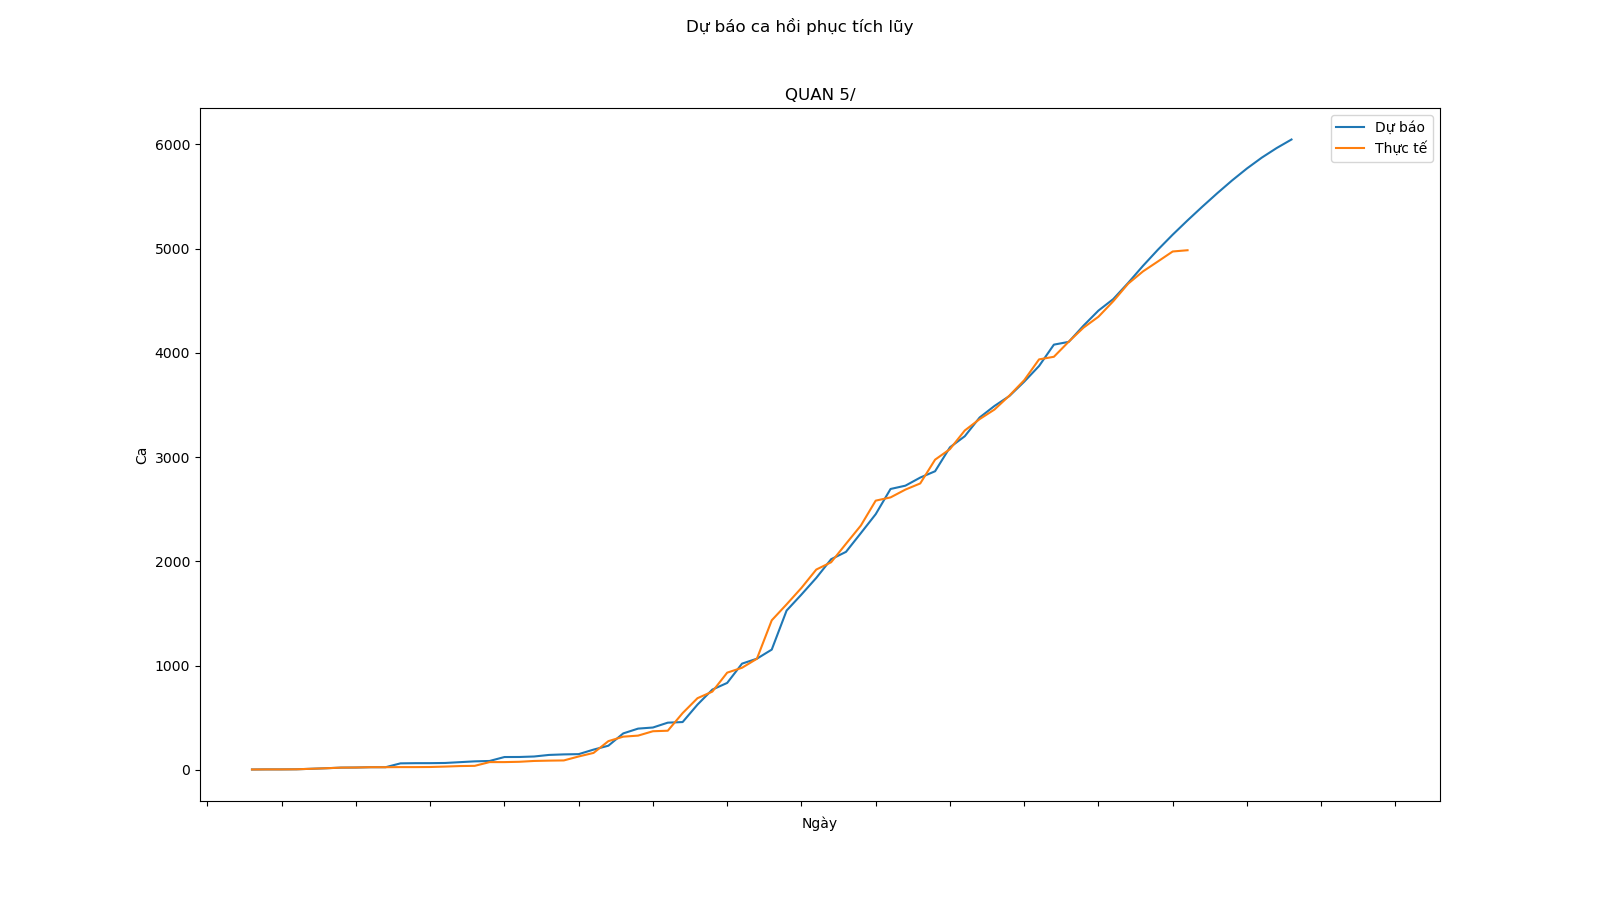 Dự báo ca hồi phục tích lũy
QUAN 5/
Dự báo
Thực tế
6000
5000
4000
3000
2000
1000
0
Ca
Ngày